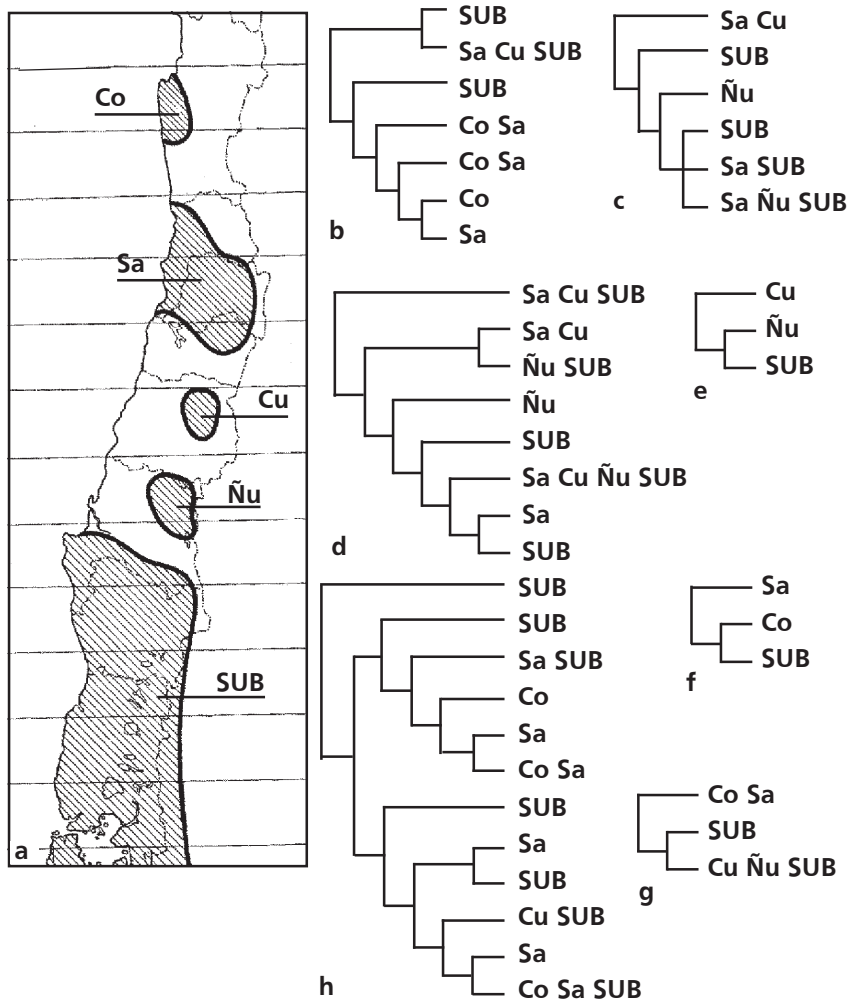 Co
Sa
Cu
Ñu
SUB
a
SUB
Sa Cu SUB
SUB
Co Sa
Co Sa
Co
Sa
b
Sa Cu
SUB
Ñu
SUB
Sa SUB
Sa Ñu SUB
c
Sa Cu SUB
Sa Cu
Ñu SUB
Ñu
SUB
Sa Cu Ñu SUB
Sa
SUB
d
Cu
Ñu
SUB
e
Sa
Co
SUB
f
Co Sa
SUB
Cu Ñu SUB
g
SUB
SUB
Sa SUB
Co
Sa
Co Sa
SUB
Sa
SUB
Cu SUB
Sa
Co Sa SUB
h